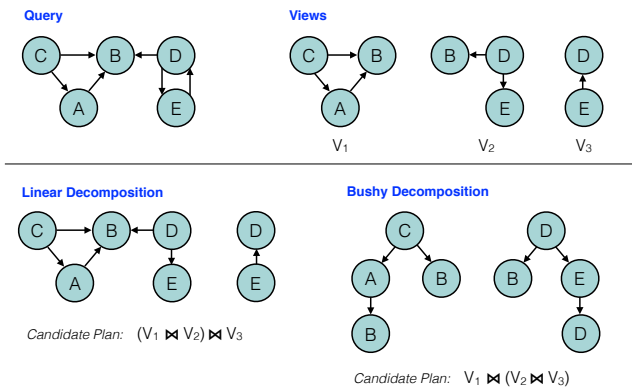 Query
C B D
A E
Views
C B
A
V₁
B D
E
V₂
D
E
V₃
Linear Decomposition
C B D
A E
D
E
Candidate Plan: (V₁ ⋈ V₂) ⋈ V₃
Bushy Decomposition
C
A B
B
D
B E
D
Candidate Plan: V₁ ⋈ (V₂ ⋈ V₃)